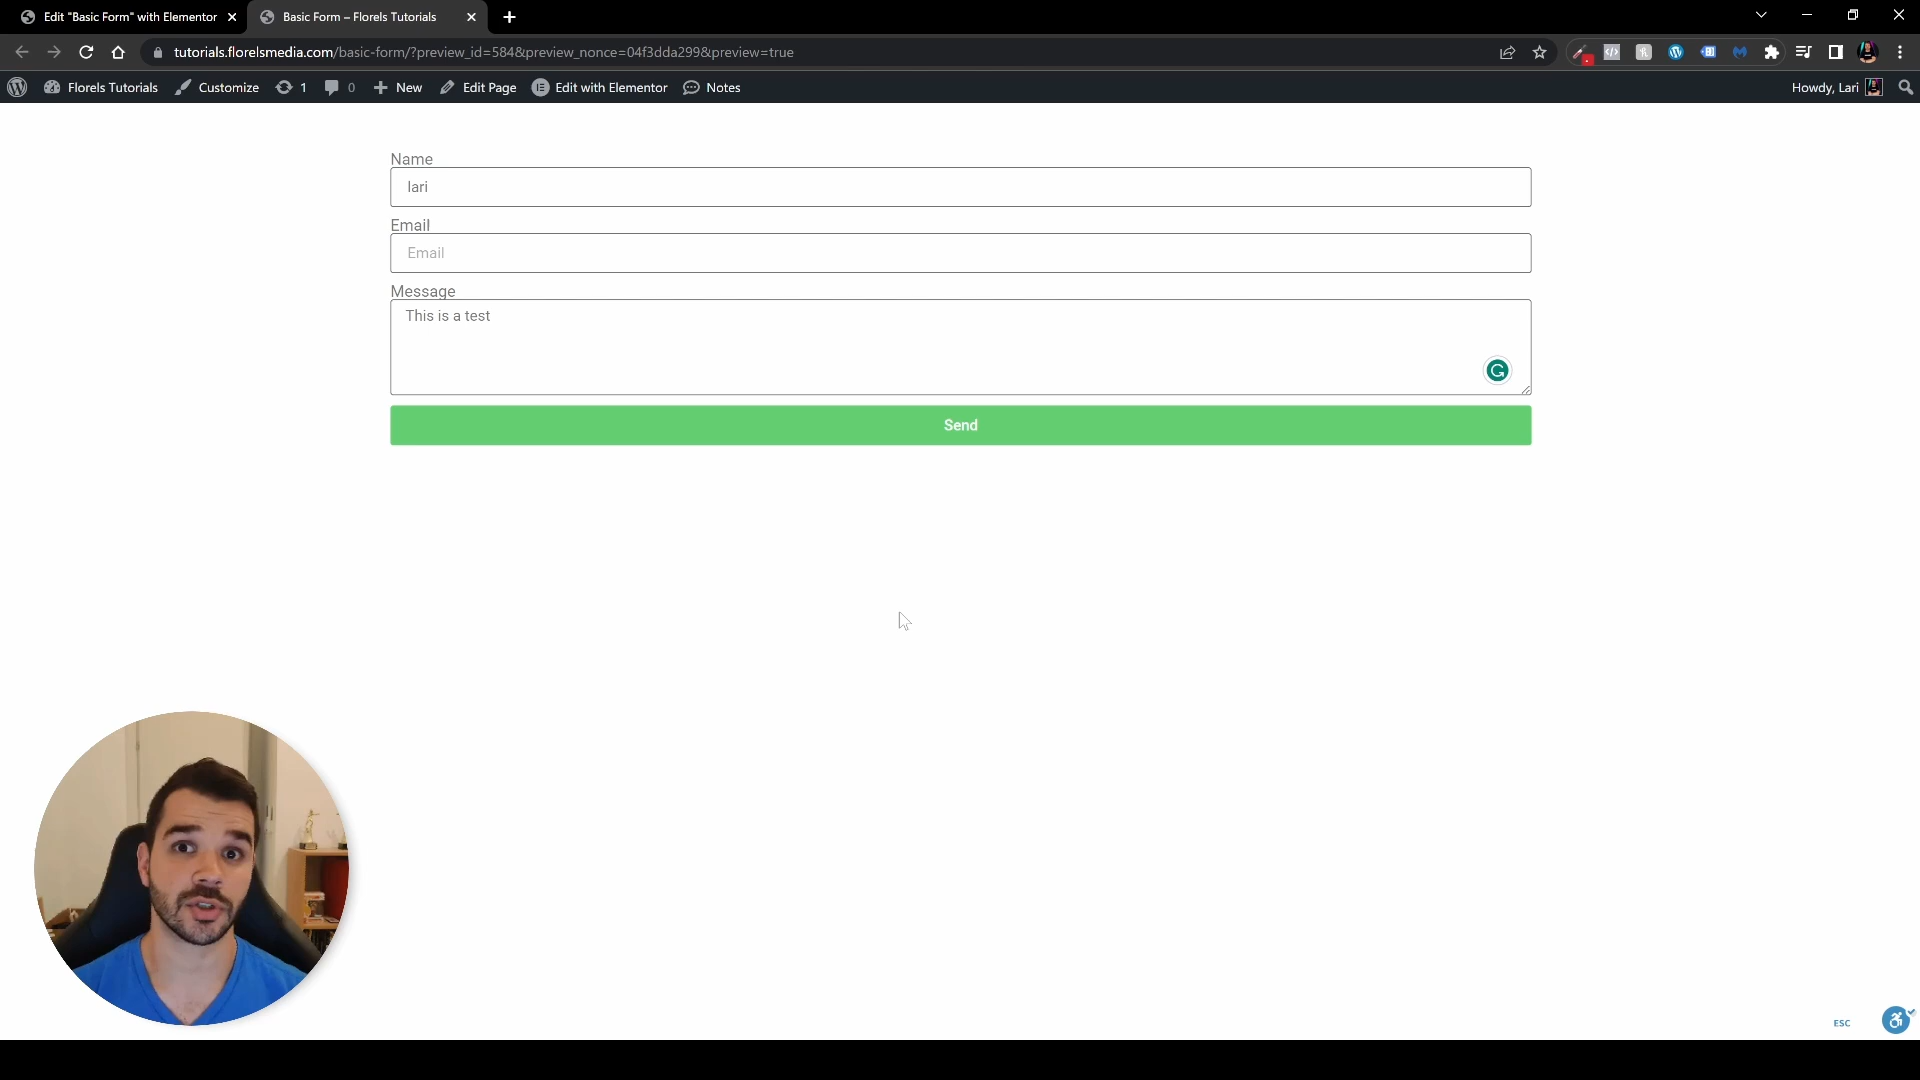 Edit "Basic Form" with Elementor
Basic Form – Florels Tutorials
tutorials.florelsmedia.com/basic-form/?preview_id=584&preview_nonce=04f3dda299&preview=true
Florels Tutorials Customize 1 0 New Edit Page Edit with Elementor Notes Howdy, Lari
Name
lari
Email
Email
Message
This is a test
Send
ESC